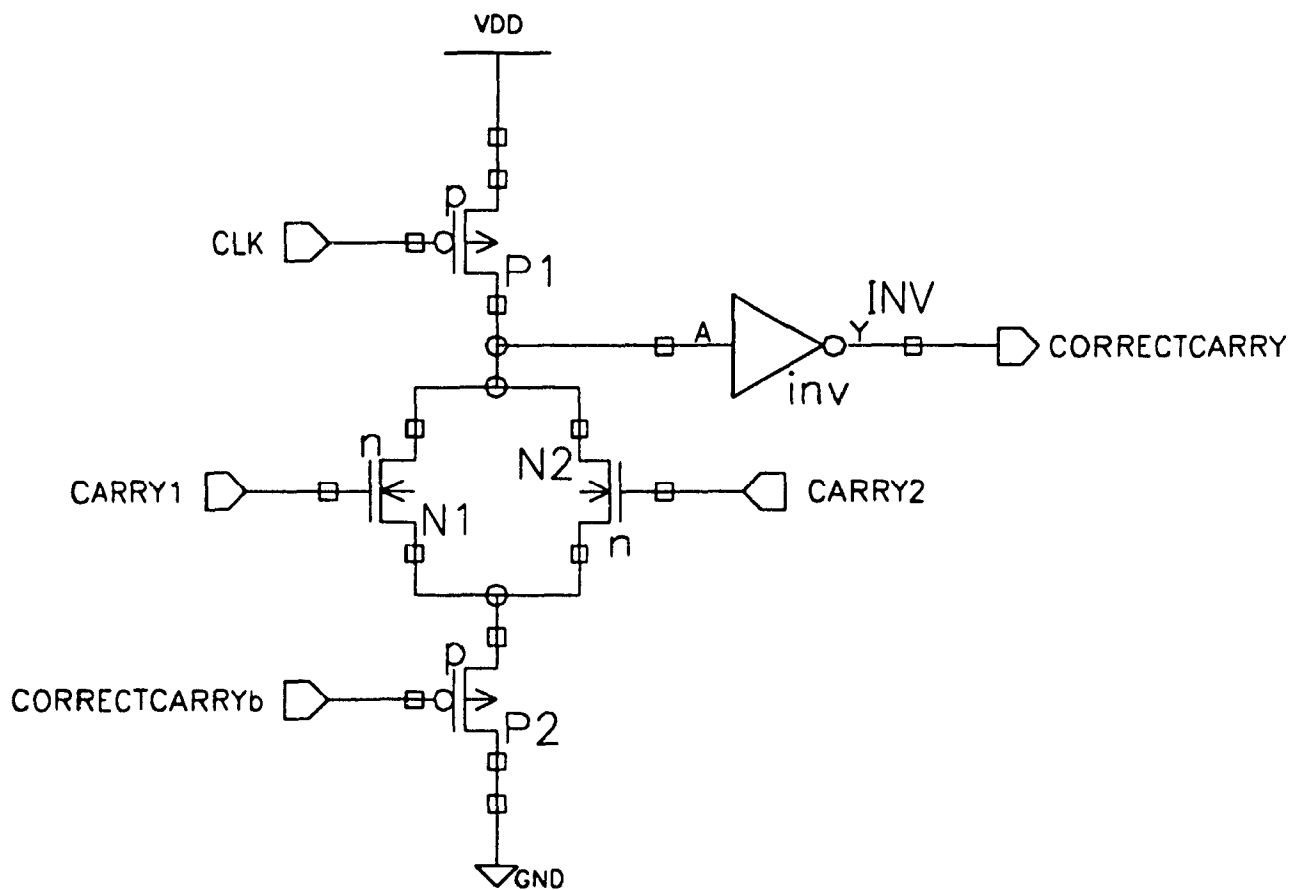 VDD
p
CLK
P1
INV
A
Y
CORRECTCARRY
inv
n
N2
CARRY1
CARRY2
N1
n
p
CORRECTCARRYb
P2
GND